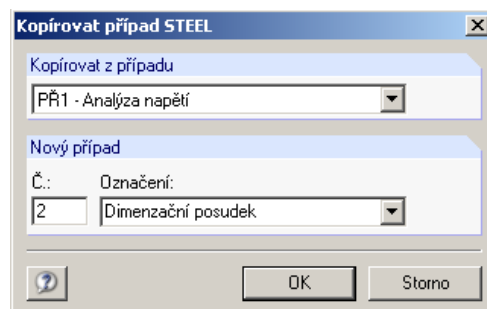 Kopírovat případ STEEL
Kopírovat z případu
PŘ1 - Analýza napětí
Nový případ
Č.: Označení:
2 Dimenzační posudek
OK Storno